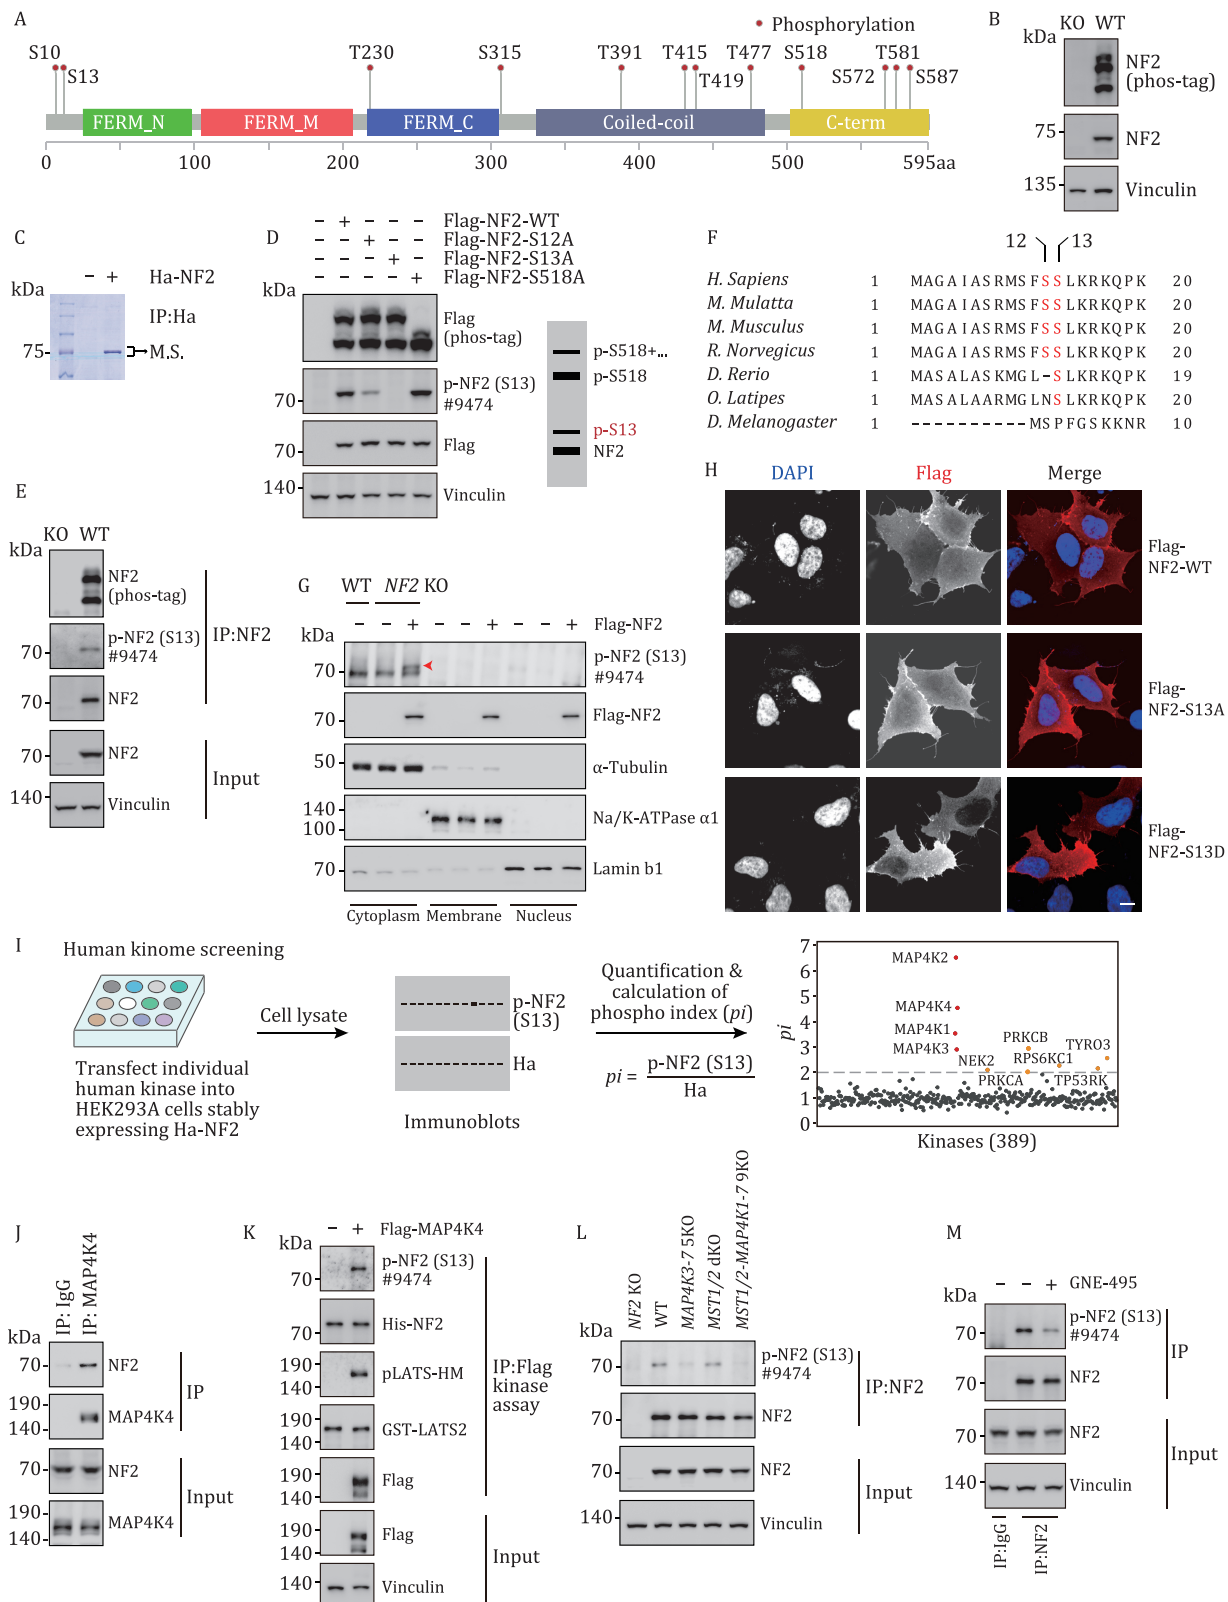 A
Phosphorylation
S10
S13
T230
S315
T391
T415
T419
T477
S518
T581
S572
S587
FERM_N
FERM_M
FERM_C
Coiled-coil
C-term
0
100
200
300
400
500
595aa
B
KO WT
kDa
NF2
(phos-tag)
75
NF2
135
Vinculin
C
– + Ha-NF2
kDa
IP:Ha
75
M.S.
D
– + – – – Flag-NF2-WT
– – + – – Flag-NF2-S12A
– – – + – Flag-NF2-S13A
– – – – + Flag-NF2-S518A
kDa
Flag
(phos-tag)
70
p-NF2 (S13)
#9474
70
Flag
140
Vinculin
p-S518+...
p-S518
p-S13
NF2
E
KO WT
kDa
NF2
(phos-tag)
70
p-NF2 (S13)
#9474
70
NF2
IP:NF2
70
NF2
140
Vinculin
Input
F
12 13
H. Sapiens 1 MAGAIASRMSFSSLKRKQPK 20
M. Mulatta 1 MAGAIASRMSFSSLKRKQPK 20
M. Musculus 1 MAGAIASRMSFSSLKRKQPK 20
R. Norvegicus 1 MAGAIASRMSFSSLKRKQPK 20
D. Rerio 1 MASALASKMGL–SLKRKQPK 19
O. Latipes 1 MASALAARMGLNSLKRKQPK 20
D. Melanogaster 1 ----------MSPFGSKKNR 10
G
WT NF2 KO
– – + – – + – – + Flag-NF2
kDa
70
p-NF2 (S13)
#9474
70
Flag-NF2
50
α-Tubulin
140
100
Na/K-ATPase α1
70
Lamin b1
Cytoplasm Membrane Nucleus
H
DAPI Flag Merge
Flag-
NF2-WT
Flag-
NF2-S13A
Flag-
NF2-S13D
I
Human kinome screening
Transfect individual
human kinase into
HEK293A cells stably
expressing Ha-NF2
Cell lysate
p-NF2
(S13)
Ha
Immunoblots
Quantification &
calculation of
phospho index (pi)
pi = p-NF2 (S13)
Ha
pi
7
6
5
4
3
2
1
0
MAP4K2
MAP4K4
MAP4K1
MAP4K3
PRKCB
TYRO3
NEK2
RPS6KC1
PRKCA
TP53RK
Kinases (389)
J
IP: IgG
IP: MAP4K4
kDa
70
NF2
190
140
MAP4K4
IP
70
NF2
190
140
MAP4K4
Input
K
– + Flag-MAP4K4
kDa
70
p-NF2 (S13)
#9474
70
His-NF2
190
140
pLATS-HM
190
140
GST-LATS2
190
140
Flag
IP:Flag
kinase
assay
190
140
Flag
140
Vinculin
Input
L
NF2 KO
WT
MAP4K3-7 5KO
MST1/2 dKO
MST1/2-MAP4K1-7 9KO
kDa
70
p-NF2 (S13)
#9474
70
NF2
IP:NF2
70
NF2
140
Vinculin
Input
M
– – + GNE-495
kDa
70
p-NF2 (S13)
#9474
70
NF2
IP
70
NF2
140
Vinculin
Input
IP:IgG
IP:NF2